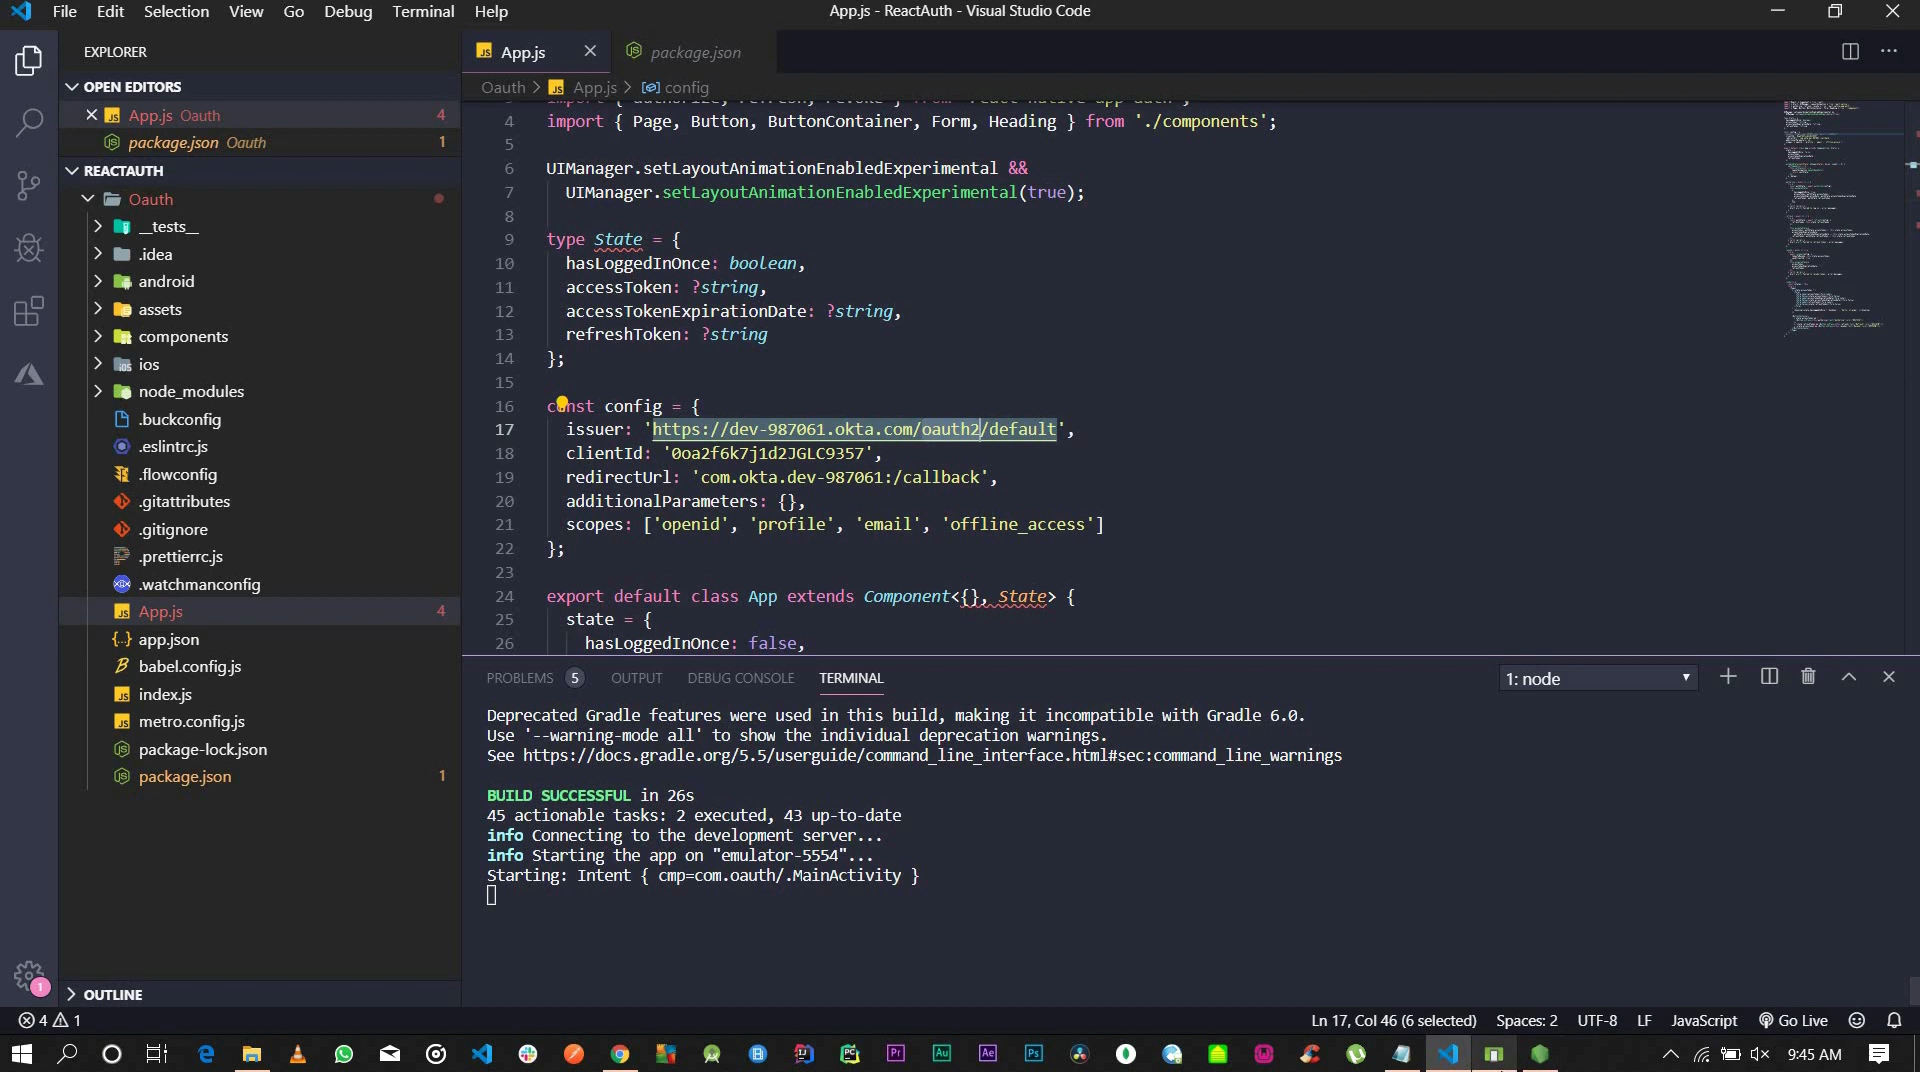 File Edit Selection View Go Debug Terminal Help
App.js - ReactAuth - Visual Studio Code
EXPLORER
OPEN EDITORS
App.js Oauth 4
package.json Oauth 1
REACTAUTH
Oauth
__tests__
.idea
android
assets
components
ios
node_modules
.buckconfig
.eslintrc.js
.flowconfig
.gitattributes
.gitignore
.prettierrc.js
.watchmanconfig
App.js 4
app.json
babel.config.js
index.js
metro.config.js
package-lock.json
package.json 1
OUTLINE
App.js
package.json
Oauth > App.js > config
4 import { Page, Button, ButtonContainer, Form, Heading } from './components';
5
6 UIManager.setLayoutAnimationEnabledExperimental &&
7 UIManager.setLayoutAnimationEnabledExperimental(true);
8
9 type State = {
10 hasLoggedInOnce: boolean,
11 accessToken: ?string,
12 accessTokenExpirationDate: ?string,
13 refreshToken: ?string
14 };
15
16 const config = {
17 issuer: 'https://dev-987061.okta.com/oauth2/default',
18 clientId: '0oa2f6k7j1d2JGLC9357',
19 redirectUrl: 'com.okta.dev-987061:/callback',
20 additionalParameters: {},
21 scopes: ['openid', 'profile', 'email', 'offline_access']
22 };
23
24 export default class App extends Component<{}, State> {
25 state = {
26 hasLoggedInOnce: false,
PROBLEMS 5 OUTPUT DEBUG CONSOLE TERMINAL
1: node
Deprecated Gradle features were used in this build, making it incompatible with Gradle 6.0.
Use '--warning-mode all' to show the individual deprecation warnings.
See https://docs.gradle.org/5.5/userguide/command_line_interface.html#sec:command_line_warnings
BUILD SUCCESSFUL in 26s
45 actionable tasks: 2 executed, 43 up-to-date
info Connecting to the development server...
info Starting the app on "emulator-5554"...
Starting: Intent { cmp=com.oauth/.MainActivity }
1
4 1
Ln 17, Col 46 (6 selected) Spaces: 2 UTF-8 LF JavaScript Go Live
Pr Au Ae Ps
9:45 AM